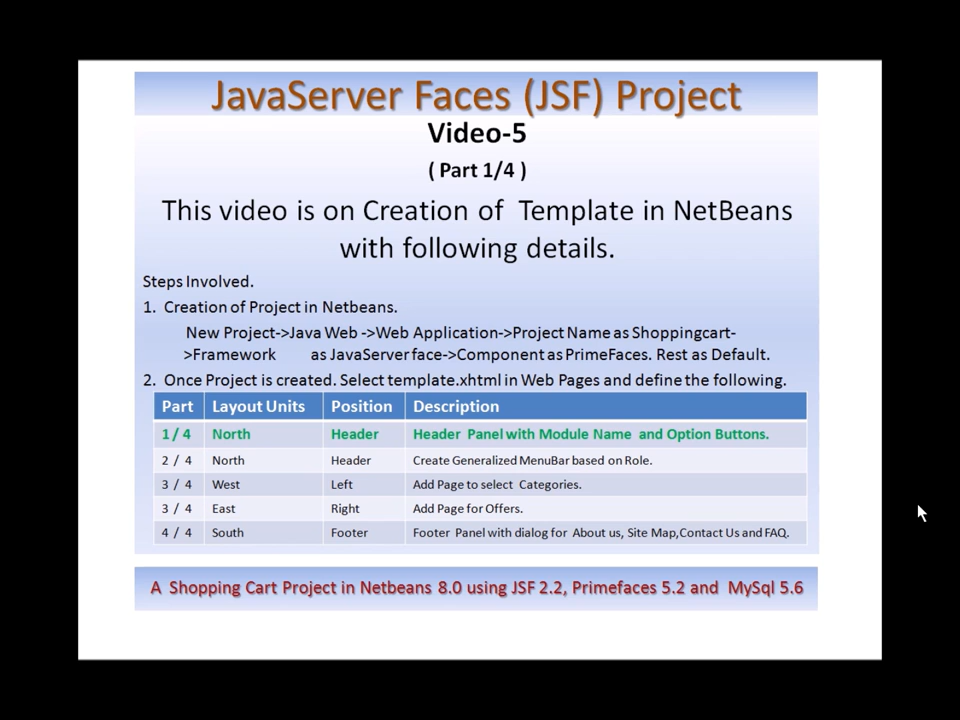 JavaServer Faces (JSF) Project
Video-5
( Part 1/4 )
This video is on Creation of Template in NetBeans
with following details.
Steps Involved.
1. Creation of Project in Netbeans.
New Project->Java Web ->Web Application->Project Name as Shoppingcart-
>Framework as JavaServer face->Component as PrimeFaces. Rest as Default.
2. Once Project is created. Select template.xhtml in Web Pages and define the following.
Part Layout Units Position Description
1 / 4 North Header Header Panel with Module Name and Option Buttons.
2 / 4 North Header Create Generalized MenuBar based on Role.
3 / 4 West Left Add Page to select Categories.
3 / 4 East Right Add Page for Offers.
4 / 4 South Footer Footer Panel with dialog for About us, Site Map,Contact Us and FAQ.
A Shopping Cart Project in Netbeans 8.0 using JSF 2.2, Primefaces 5.2 and MySql 5.6